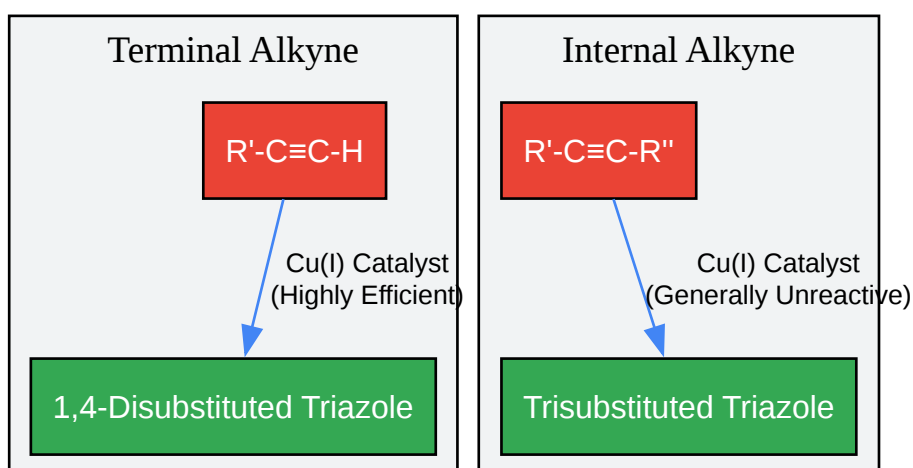 Terminal Alkyne
R'-C≡C-H
Cu(I) Catalyst
(Highly Efficient)
1,4-Disubstituted Triazole
Internal Alkyne
R'-C≡C-R''
Cu(I) Catalyst
(Generally Unreactive)
Trisubstituted Triazole